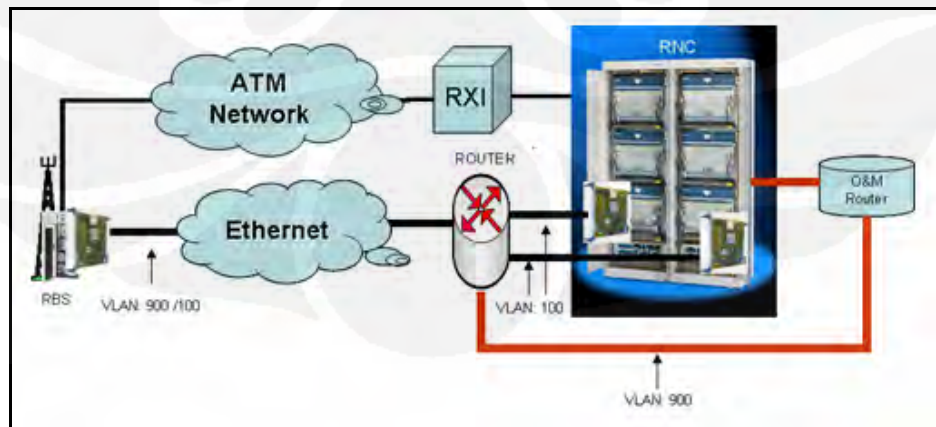 RNC
ATM
Network
RXI
ROUTER
O&M
Router
Ethernet
RBS
VLAN: 900 /100
VLAN: 100
VLAN: 900